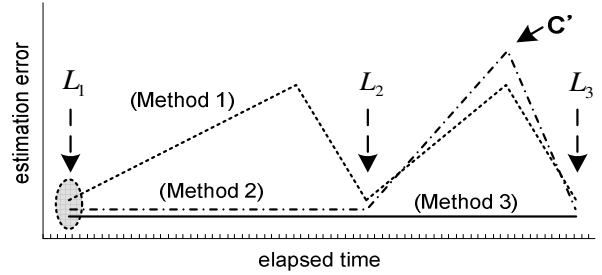 estimation error
L1
(Method 1)
L2
C’
L3
(Method 2)
(Method 3)
elapsed time